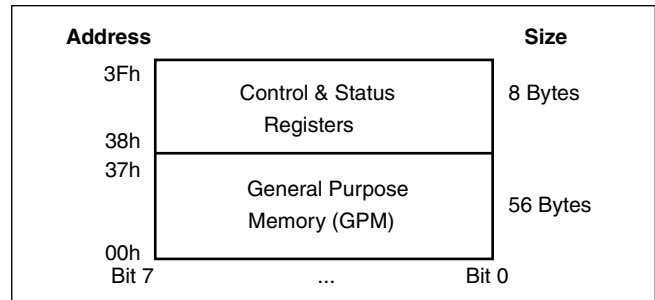 Address Size
3Fh
Control & Status 8 Bytes
Registers
38h
37h
General Purpose
Memory (GPM) 56 Bytes
00h
Bit 7 ... Bit 0